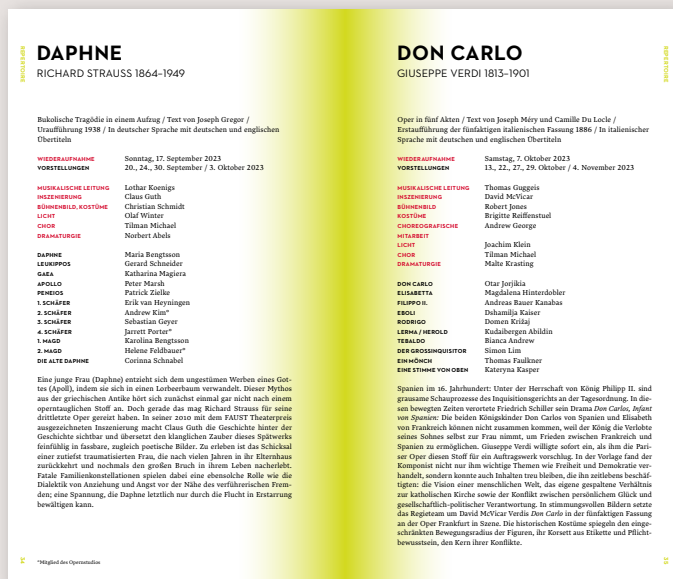 REPERTOIRE
DAPHNE
RICHARD STRAUSS 1864–1949
Bukolische Tragödie in einem Aufzug / Text von Joseph Gregor /
Uraufführung 1938 / In deutscher Sprache mit deutschen und englischen
Übertiteln
WIEDERAUFNAHME Sonntag, 17. September 2023
VORSTELLUNGEN 20., 24., 30. September / 3. Oktober 2023
MUSIKALISCHE LEITUNG Lothar Koenigs
INSZENIERUNG Claus Guth
BÜHNENBILD, KOSTÜME Christian Schmidt
LICHT Olaf Winter
CHOR Tilman Michael
DRAMATURGIE Norbert Abels
DAPHNE Maria Bengtsson
LEUKIPPOS Gerard Schneider
GAEA Katharina Magiera
APOLLO Peter Marsh
PENEIOS Patrick Zielke
1. SCHÄFER Erik van Heyningen
2. SCHÄFER Andrew Kim*
3. SCHÄFER Sebastian Geyer
4. SCHÄFER Jarrett Porter*
1. MAGD Karolina Bengtsson
2. MAGD Helene Feldbauer*
DIE ALTE DAPHNE Corinna Schnabel
Eine junge Frau (Daphne) entzieht sich dem ungestümen Werben eines Got-
tes (Apoll), indem sie sich in einen Lorbeerbaum verwandelt. Dieser Mythos
aus der griechischen Antike hört sich zunächst einmal gar nicht nach einem
operntauglichen Stoff an. Doch gerade das mag Richard Strauss für seine
drittletzte Oper gereizt haben. In seiner 2010 mit dem FAUST Theaterpreis
ausgezeichneten Inszenierung macht Claus Guth die Geschichte hinter der
Geschichte sichtbar und übersetzt den klanglichen Zauber dieses Spätwerks
feinfühlig in fassbare, zugleich poetische Bilder. Zu erleben ist das Schicksal
einer zutiefst traumatisierten Frau, die nach vielen Jahren in ihr Elternhaus
zurückkehrt und nochmals den großen Bruch in ihrem Leben nacherlebt.
Fatale Familienkonstellationen spielen dabei eine ebensolche Rolle wie die
Dialektik von Anziehung und Angst vor der Nähe des verführerischen Frem-
den; eine Spannung, die Daphne letztlich nur durch die Flucht in Erstarrung
bewältigen kann.
*Mitglied des Opernstudios
REPERTOIRE
DON CARLO
GIUSEPPE VERDI 1813–1901
Oper in fünf Akten / Text von Joseph Méry und Camille Du Locle /
Erstaufführung der fünfaktigen italienischen Fassung 1886 / In italienischer
Sprache mit deutschen und englischen Übertiteln
WIEDERAUFNAHME Samstag, 7. Oktober 2023
VORSTELLUNGEN 13., 22., 27., 29. Oktober / 4. November 2023
MUSIKALISCHE LEITUNG Thomas Guggeis
INSZENIERUNG David McVicar
BÜHNENBILD Robert Jones
KOSTÜME Brigitte Reiffenstuel
CHOREOGRAFISCHE Andrew George
MITARBEIT
LICHT Joachim Klein
CHOR Tilman Michael
DRAMATURGIE Malte Krasting
DON CARLO Otar Jorjikia
ELISABETTA Magdalena Hinterdobler
FILIPPO II. Andreas Bauer Kanabas
EBOLI Dshamilja Kaiser
RODRIGO Domen Križaj
LERMA / HEROLD Kudaibergen Abildin
TEBALDO Bianca Andrew
DER GROSSINQUISITOR Simon Lim
EIN MÖNCH Thomas Faulkner
EINE STIMME VON OBEN Kateryna Kasper
Spanien im 16. Jahrhundert: Unter der Herrschaft von König Philipp II. sind
grausame Schauprozesse des Inquisitionsgerichts an der Tagesordnung. In die-
sen bewegten Zeiten verortete Friedrich Schiller sein Drama Don Carlos, Infant
von Spanien: Die beiden Königskinder Don Carlos von Spanien und Elisabeth
von Frankreich können nicht zusammen kommen, weil der König die Verlobte
seines Sohnes selbst zur Frau nimmt, um Frieden zwischen Frankreich und
Spanien zu ermöglichen. Giuseppe Verdi willigte sofort ein, als ihm die Pari-
ser Oper diesen Stoff für ein Auftragswerk vorschlug. In der Vorlage fand der
Komponist nicht nur ihm wichtige Themen wie Freiheit und Demokratie ver-
handelt, sondern konnte auch Inhalten treu bleiben, die ihn zeitlebens beschäf-
tigten: die Vision einer menschlichen Welt, das eigene gespaltene Verhältnis
zur katholischen Kirche sowie der Konflikt zwischen persönlichem Glück und
gesellschaftlich-politischer Verantwortung. In stimmungsvollen Bildern setzte
das Regieteam um David McVicar Verdis Don Carlo in der fünfaktigen Fassung
an der Oper Frankfurt in Szene. Die historischen Kostüme spiegeln den einge-
schränkten Bewegungsradius der Figuren, ihr Korsett aus Etikette und Pflicht-
bewusstsein, den Kern ihrer Konflikte.